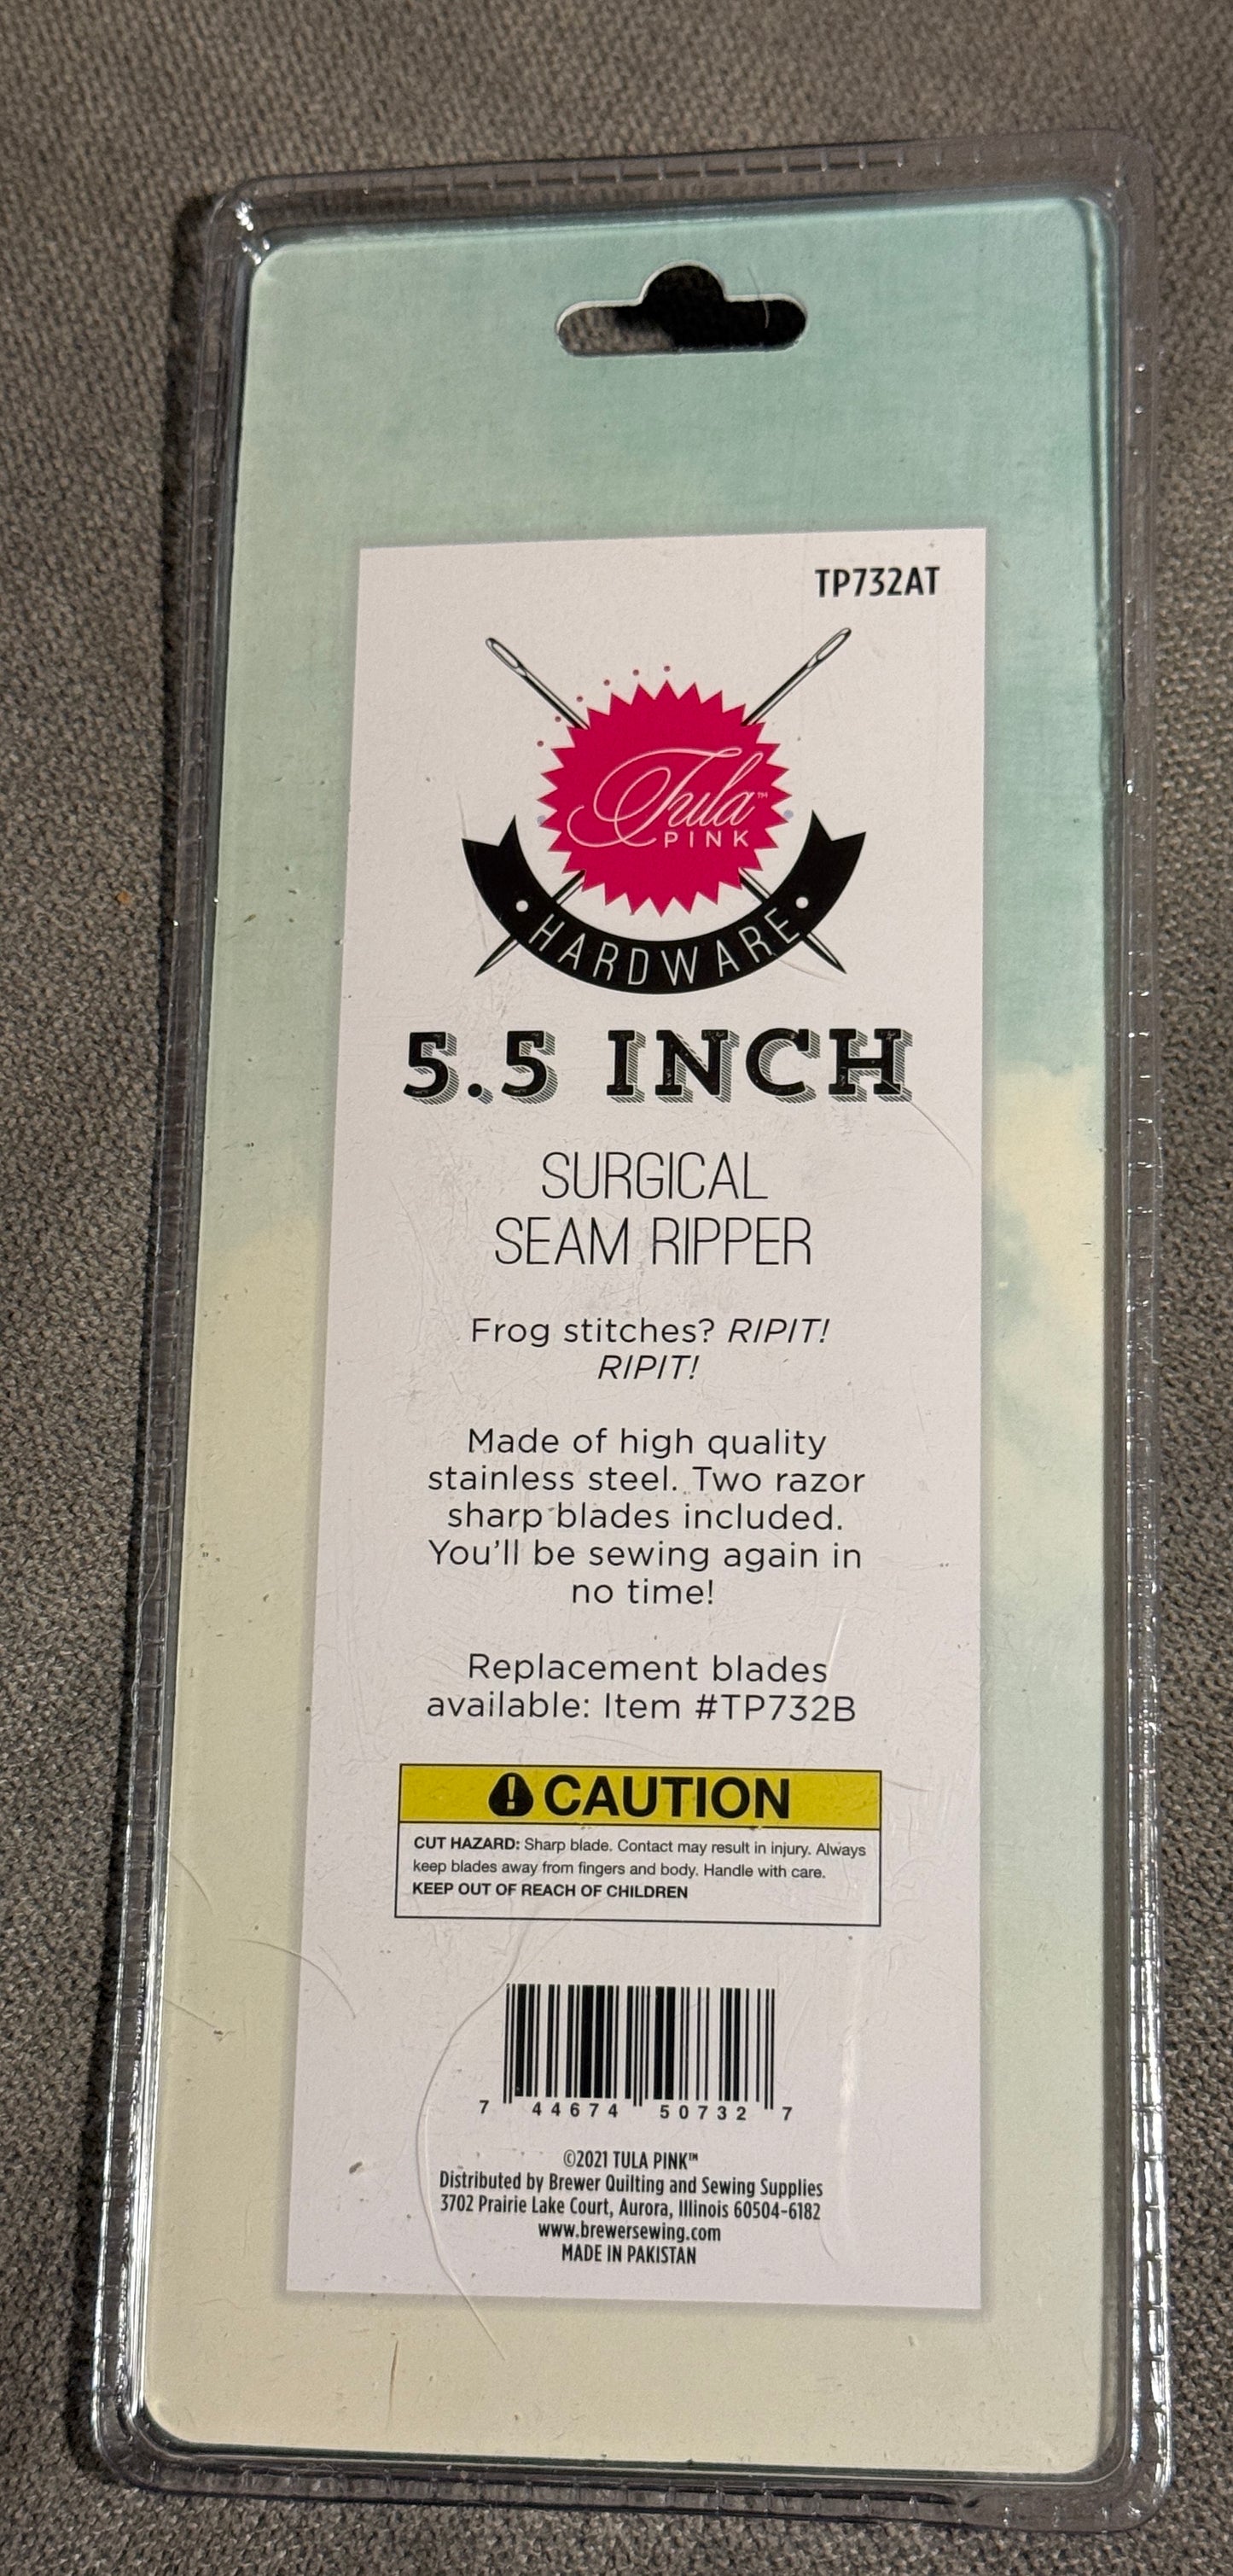 TP732AT
Tula™
PINK
HARDWARE
5.5 INCH
SURGICAL
SEAM RIPPER
Frog stitches? RIPIT!
RIPIT!
Made of high quality
stainless steel. Two razor
sharp blades included.
You'll be sewing again in
no time!
Replacement blades
available: Item #TP732B
CAUTION
CUT HAZARD: Sharp blade. Contact may result in injury. Always
keep blades away from fingers and body. Handle with care.
KEEP OUT OF REACH OF CHILDREN
7 44674 50732 7
©2021 TULA PINK™
Distributed by Brewer Quilting and Sewing Supplies
3702 Prairie Lake Court, Aurora, Illinois 60504-6182
www.brewersewing.com
MADE IN PAKISTAN